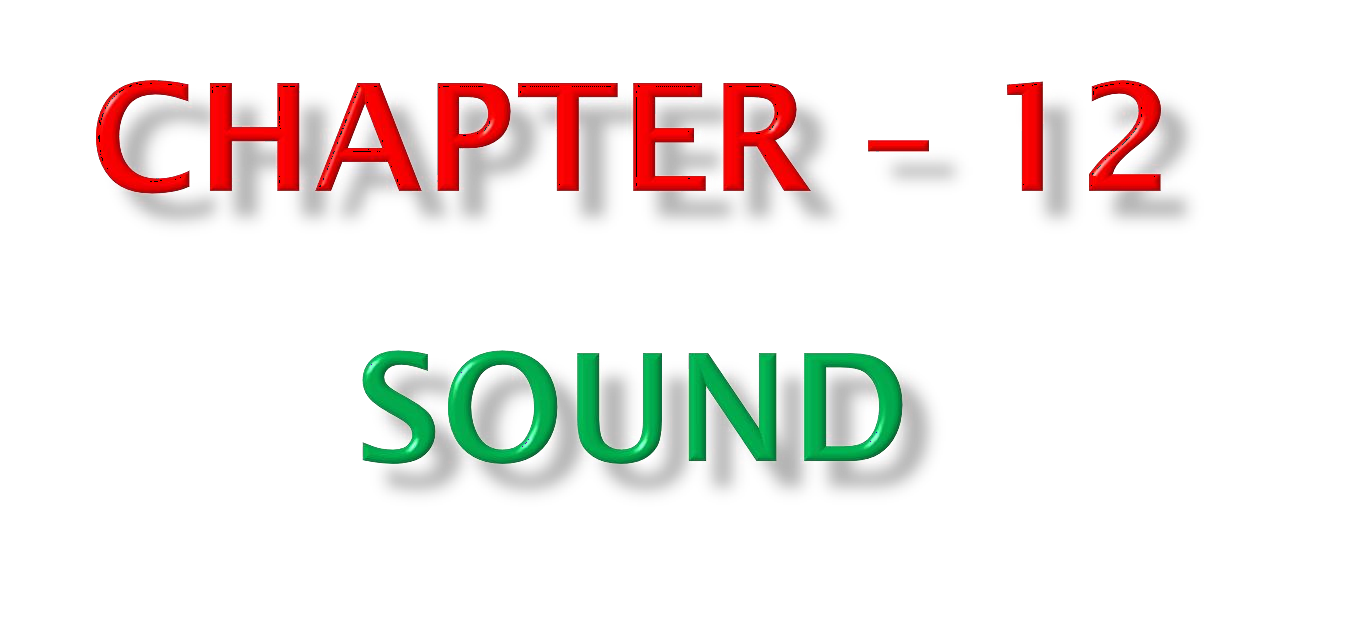 CHAPTER – 12
SOUND